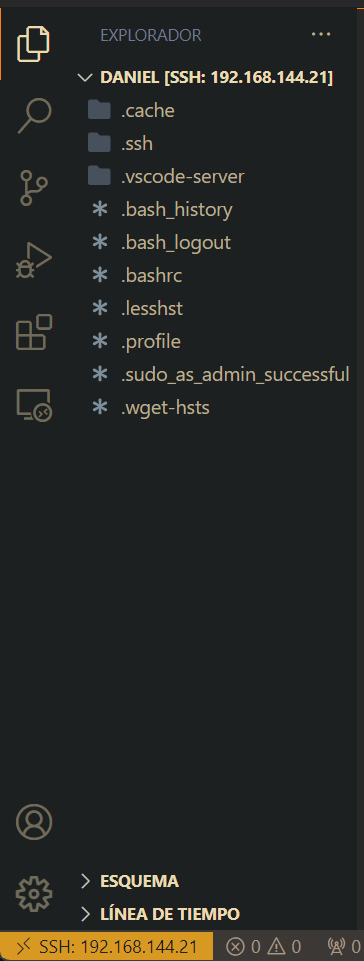 EXPLORADOR
DANIEL [SSH: 192.168.144.21]
.cache
.ssh
.vscode-server
.bash_history
.bash_logout
.bashrc
.lesshst
.profile
.sudo_as_admin_successful
.wget-hsts
ESQUEMA
LÍNEA DE TIEMPO
SSH: 192.168.144.21 0 0 0